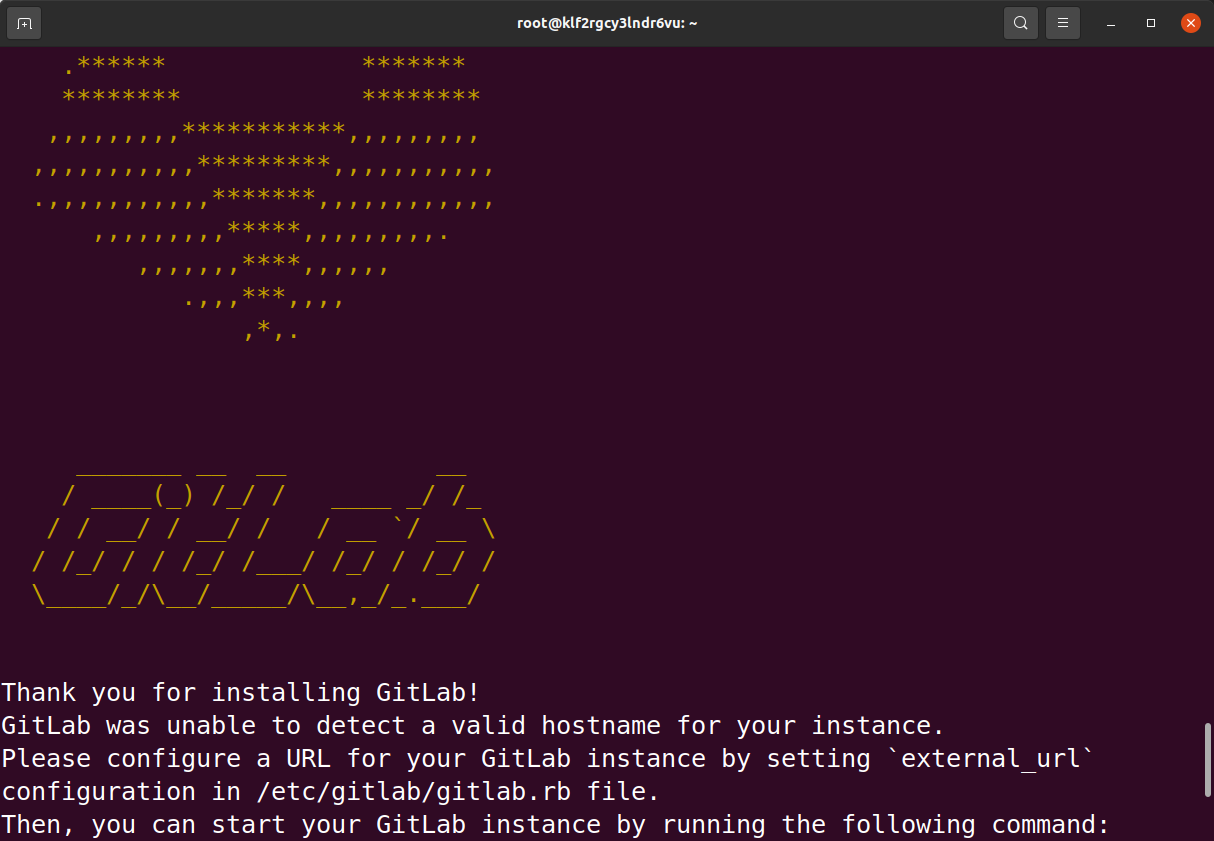 root@klf2rgcy3lndr6vu: ~
     .******             *******
    ********            ********
   ,,,,,,,,,***********,,,,,,,,,
  ,,,,,,,,,,,*********,,,,,,,,,,,
  .,,,,,,,,,,,*******,,,,,,,,,,,,
      ,,,,,,,,,*****,,,,,,,,,.
         ,,,,,,,****,,,,,,
            .,,,***,,,,
                ,*,.
     _______ __  __          __
    / ____(_) /_/ /   ____ _/ /_
   / / __/ / __/ /   / __ `/ __ \
  / /_/ / / /_/ /___/ /_/ / /_/ /
  \____/_/\__/_____/\__,_/_.___/
Thank you for installing GitLab!
GitLab was unable to detect a valid hostname for your instance.
Please configure a URL for your GitLab instance by setting `external_url`
configuration in /etc/gitlab/gitlab.rb file.
Then, you can start your GitLab instance by running the following command: